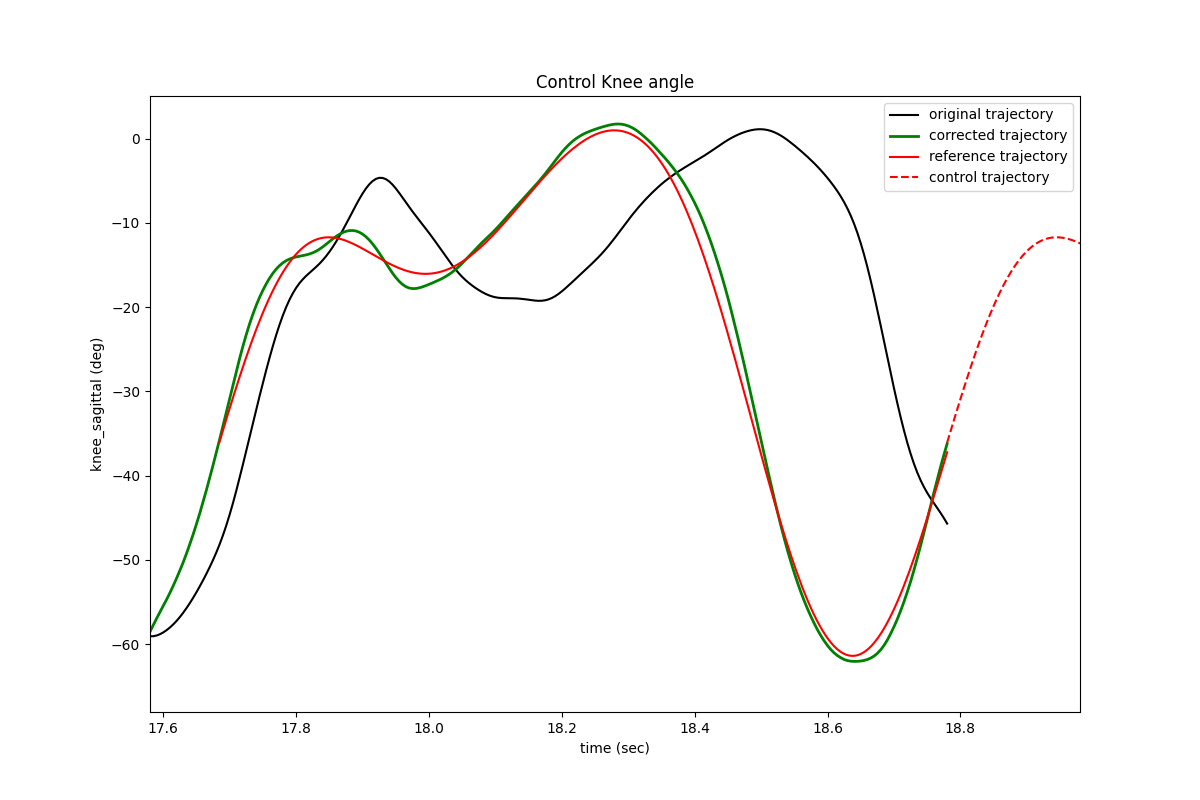 Control Knee angle
original trajectory
corrected trajectory
reference trajectory
control trajectory
0
−10
−20
−30
−40
−50
−60
knee_sagittal (deg)
17.6 17.8 18.0 18.2 18.4 18.6 18.8
time (sec)